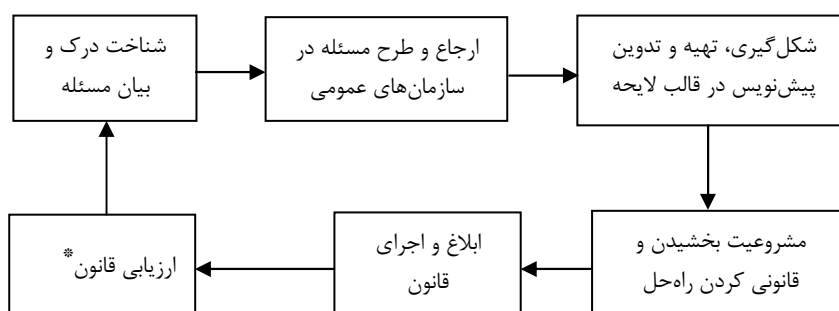 شناخت درک و
بیان مسئله
ارجاع و طرح مسئله در
سازمان‌های عمومی
شکل‌گیری، تهیه و تدوین
پیش‌نویس در قالب لایحه
مشروعیت بخشیدن و
قانونی کردن راه‌حل
ابلاغ و اجرای
قانون
ارزیابی قانون*